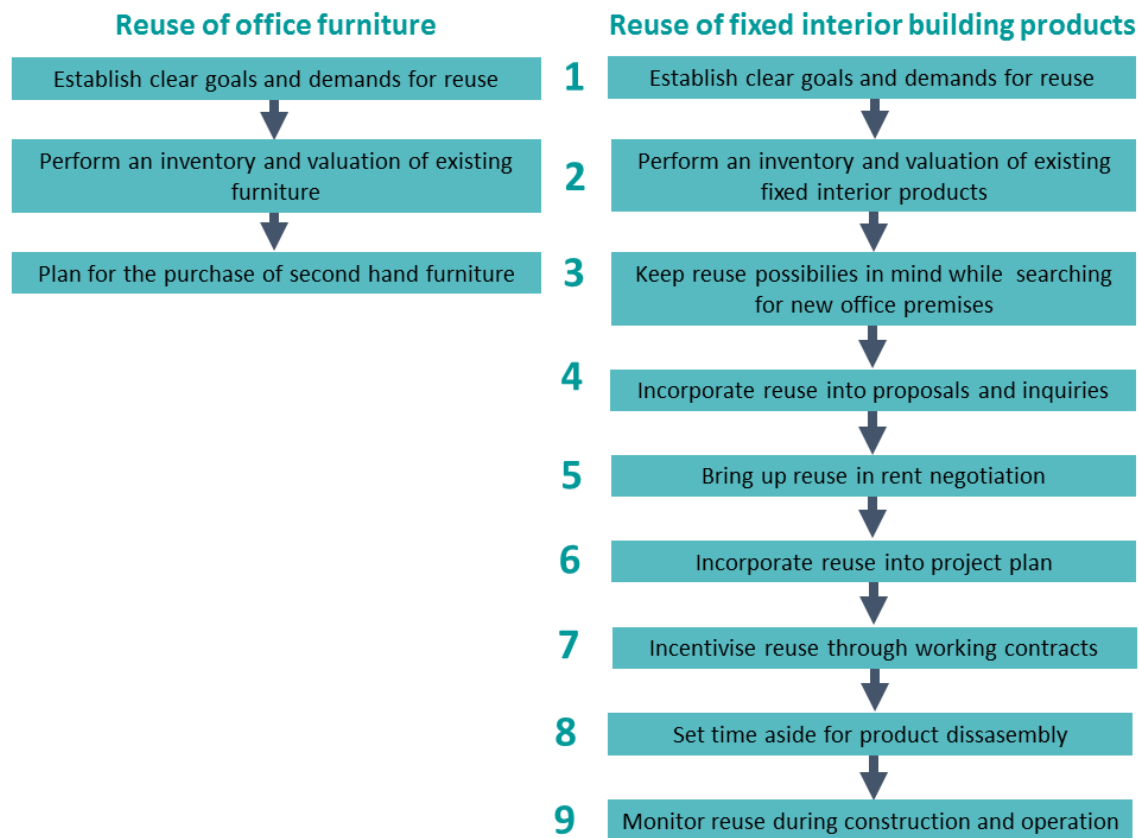 Reuse of office furniture
Establish clear goals and demands for reuse
Perform an inventory and valuation of existing
furniture
Plan for the purchase of second hand furniture
Reuse of fixed interior building products
1
Establish clear goals and demands for reuse
2
Perform an inventory and valuation of existing
fixed interior products
3
Keep reuse possibilies in mind while searching
for new office premises
4
Incorporate reuse into proposals and inquiries
5
Bring up reuse in rent negotiation
6
Incorporate reuse into project plan
7
Incentivise reuse through working contracts
8
Set time aside for product dissasembly
9
Monitor reuse during construction and operation